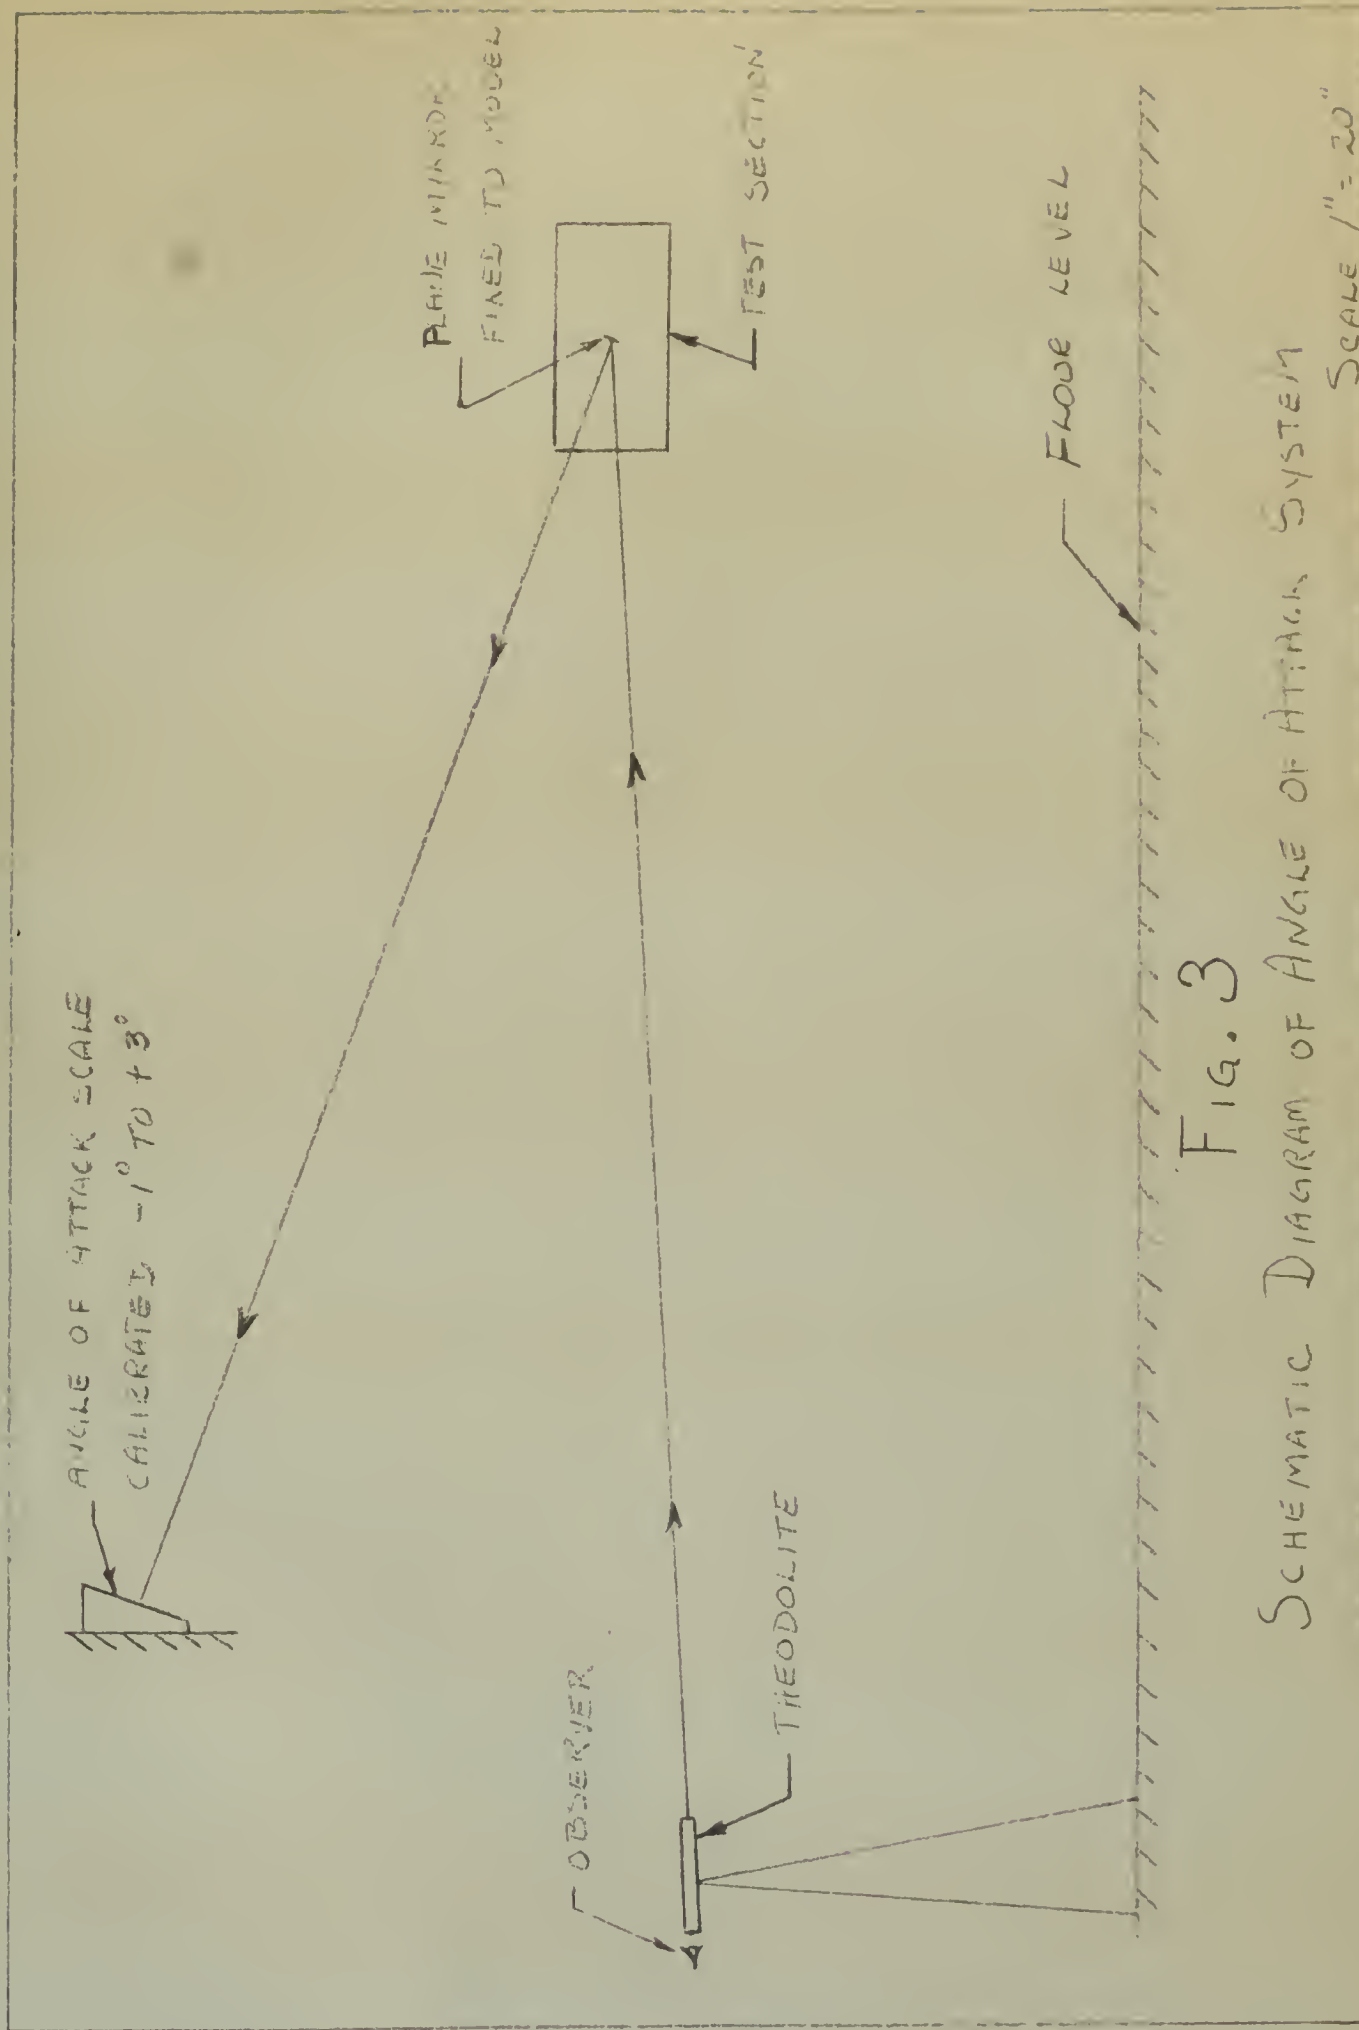 ANGLE OF ATTACK SCALE
CALIBRATED -1° TO +3°
PLANE MIRROR
FIXED TO MODEL
TEST SECTION
OBSERVER
THEODOLITE
FLOOR LEVEL
FIG. 3
SCHEMATIC DIAGRAM OF ANGLE OF ATTACK SYSTEM
SCALE 1" = 20"